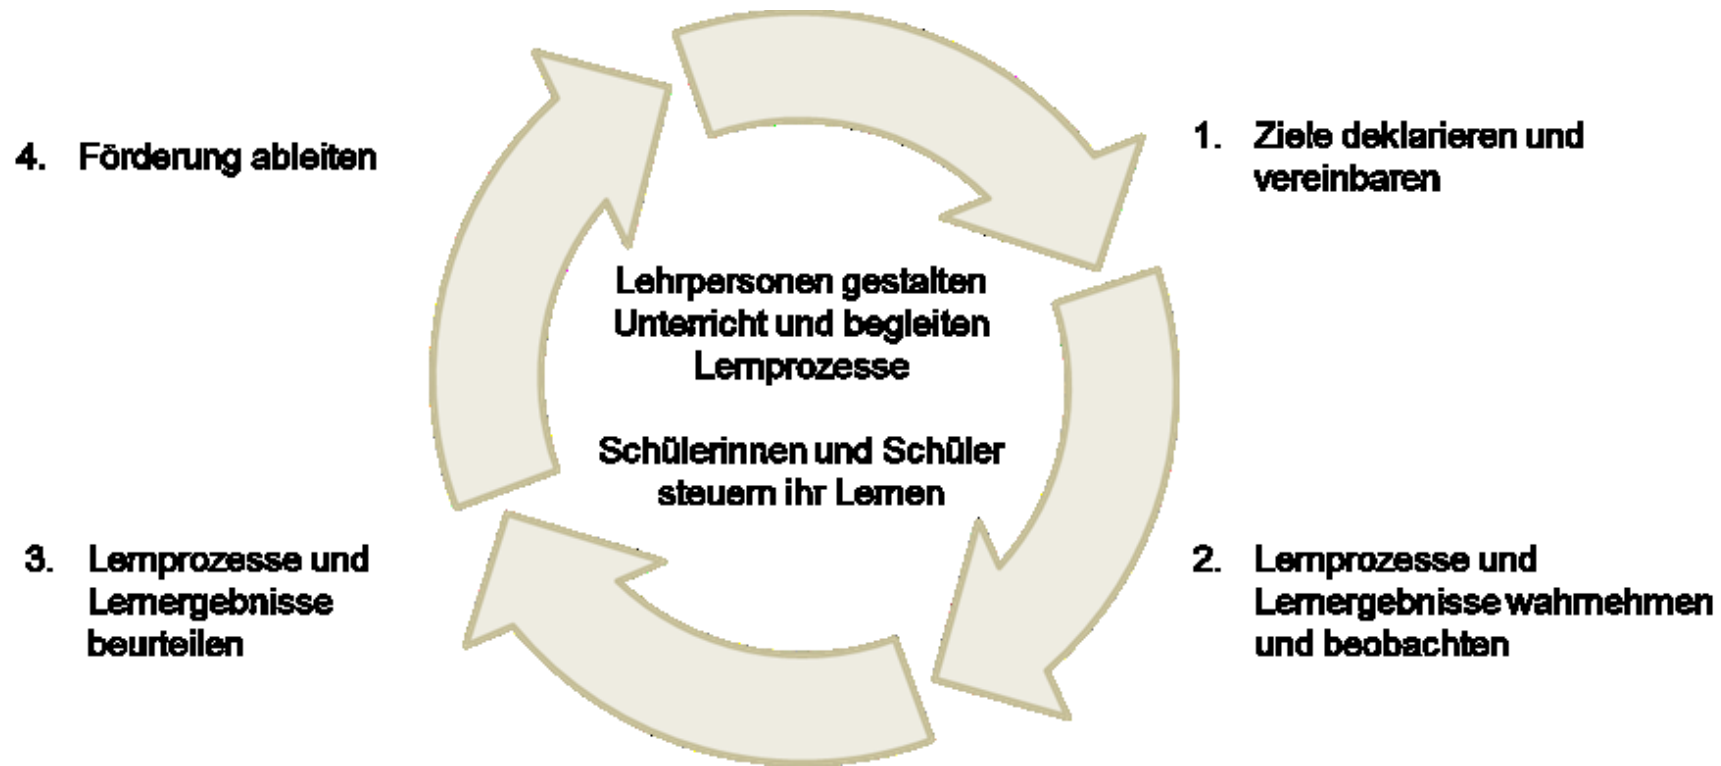 1. Ziele deklarieren und
vereinbaren
2. Lernprozesse und
Lernergebnisse wahrnehmen
und beobachten
3. Lernprozesse und
Lernergebnisse
beurteilen
4. Förderung ableiten
Lehrpersonen gestalten
Unterricht und begleiten
Lernprozesse
Schülerinnen und Schüler
steuern ihr Lernen